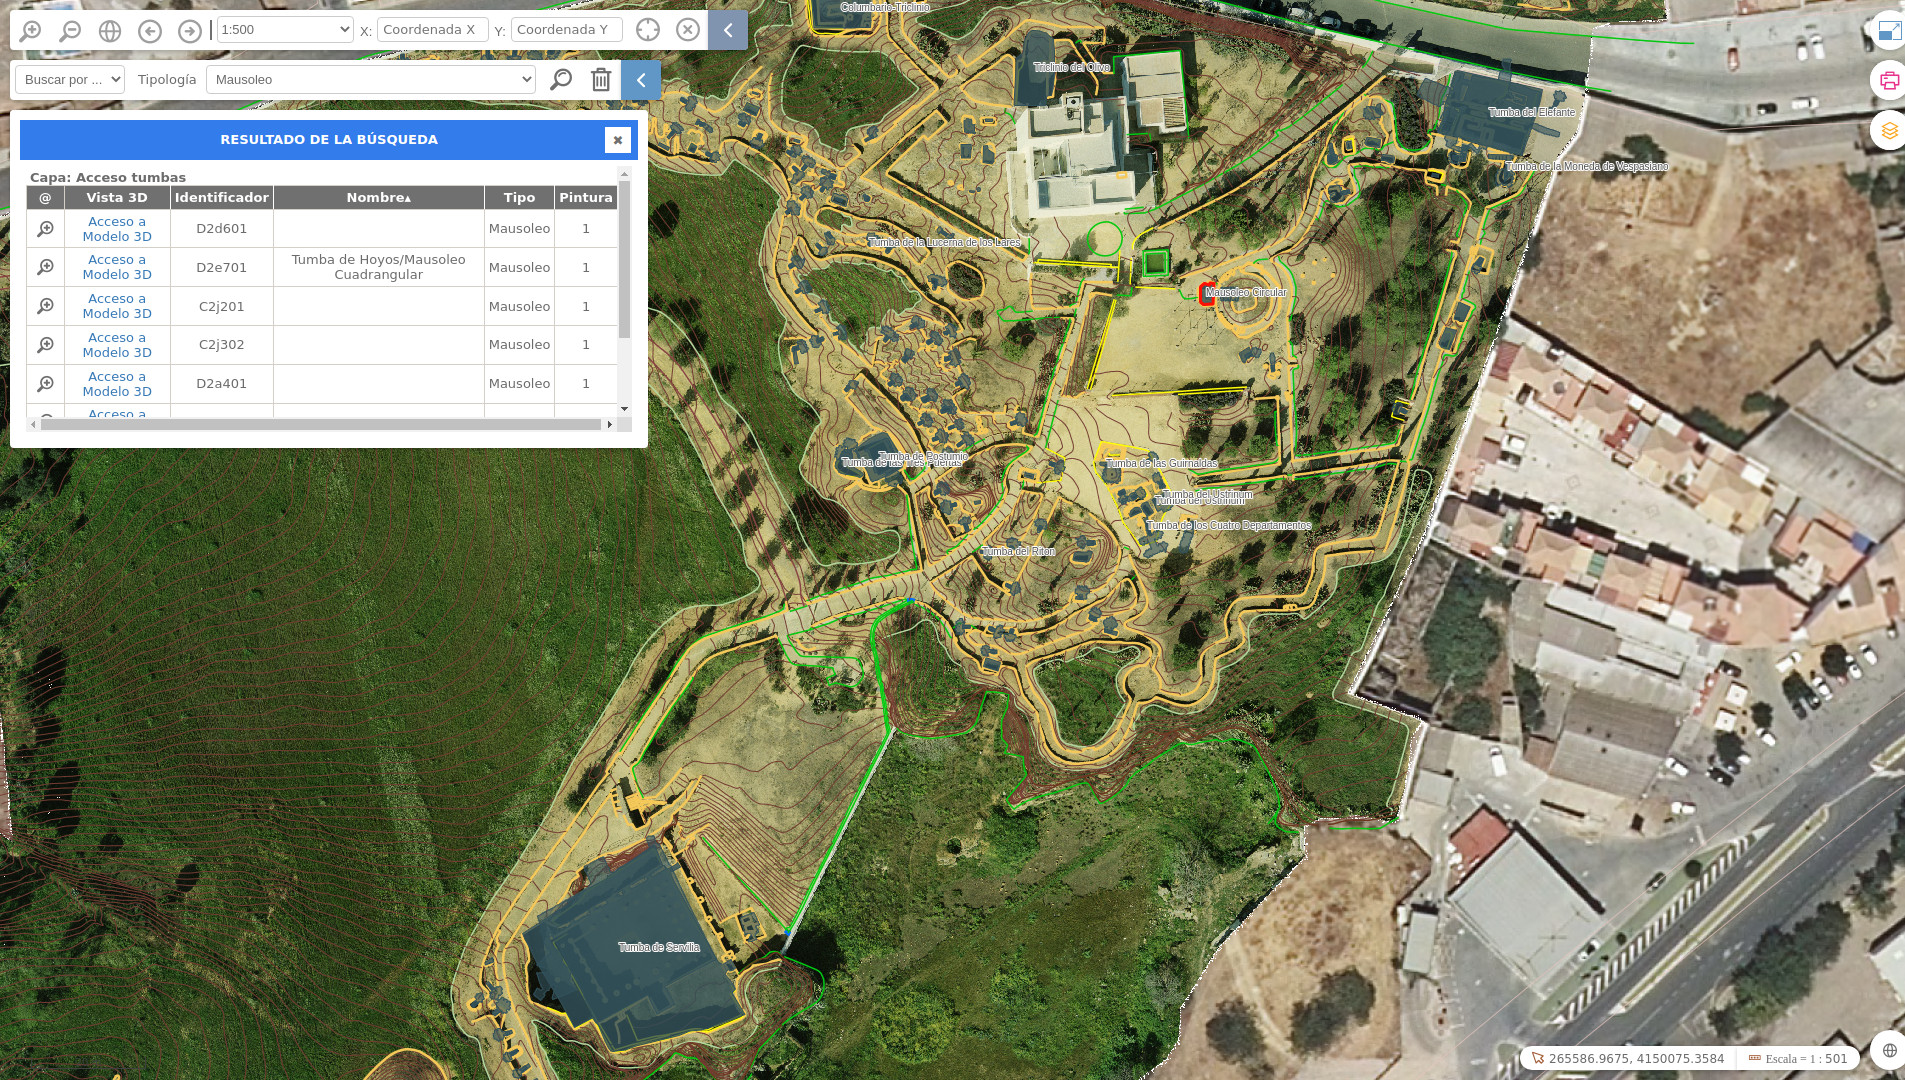 1:500
X:
Coordenada X
Y:
Coordenada Y
Buscar por ...
Tipología
Mausoleo
RESULTADO DE LA BÚSQUEDA
Capa: Acceso tumbas
@ Vista 3D Identificador Nombre▴ Tipo Pintura
Acceso a
Modelo 3D
D2d601
Mausoleo
1
Acceso a
Modelo 3D
D2e701
Tumba de Hoyos/Mausoleo
Cuadrangular
Mausoleo
1
Acceso a
Modelo 3D
C2j201
Mausoleo
1
Acceso a
Modelo 3D
C2j302
Mausoleo
1
Acceso a
Modelo 3D
D2a401
Mausoleo
1
Acceso a
Columbario-Triclinio
Triclinio del Olivo
Tumba del Elefante
Tumba de la Moneda de Vespasiano
Tumba de la Lucerna de los Lares
Mausoleo Circular
Tumba de Postumio
Tumba de las Tres Puertas
Tumba de las Guirnaldas
Tumba del Ustrinum
Tumba del Ustrinum
Tumba de los Cuatro Departamentos
Tumba del Ritón
Tumba de Servilia
265586.9675, 4150075.3584
Escala = 1 : 501